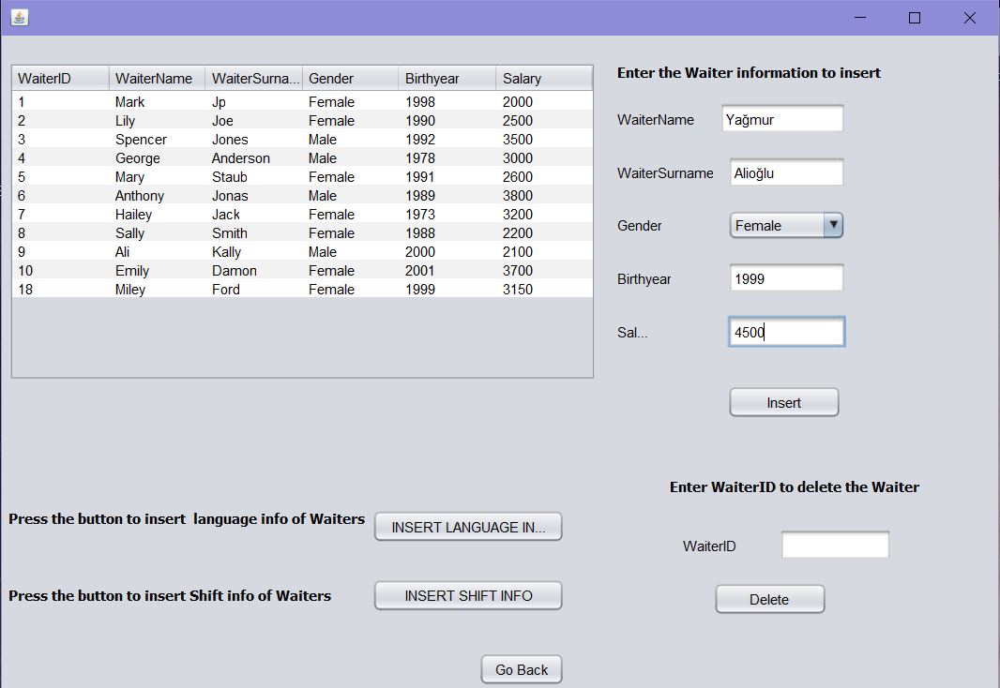 WaiterID WaiterName WaiterSurna... Gender Birthyear Salary
1 Mark Jp Female 1998 2000
2 Lily Joe Female 1990 2500
3 Spencer Jones Male 1992 3500
4 George Anderson Male 1978 3000
5 Mary Staub Female 1991 2600
6 Anthony Jonas Male 1989 3800
7 Hailey Jack Female 1973 3200
8 Sally Smith Female 1988 2200
9 Ali Kally Male 2000 2100
10 Emily Damon Female 2001 3700
18 Miley Ford Female 1999 3150
Enter the Waiter information to insert
WaiterName Yağmur
WaiterSurname Alioğlu
Gender Female
Birthyear 1999
Sal... 4500
Insert
Press the button to insert language info of Waiters INSERT LANGUAGE IN...
Press the button to insert Shift info of Waiters INSERT SHIFT INFO
Enter WaiterID to delete the Waiter
WaiterID
Delete
Go Back